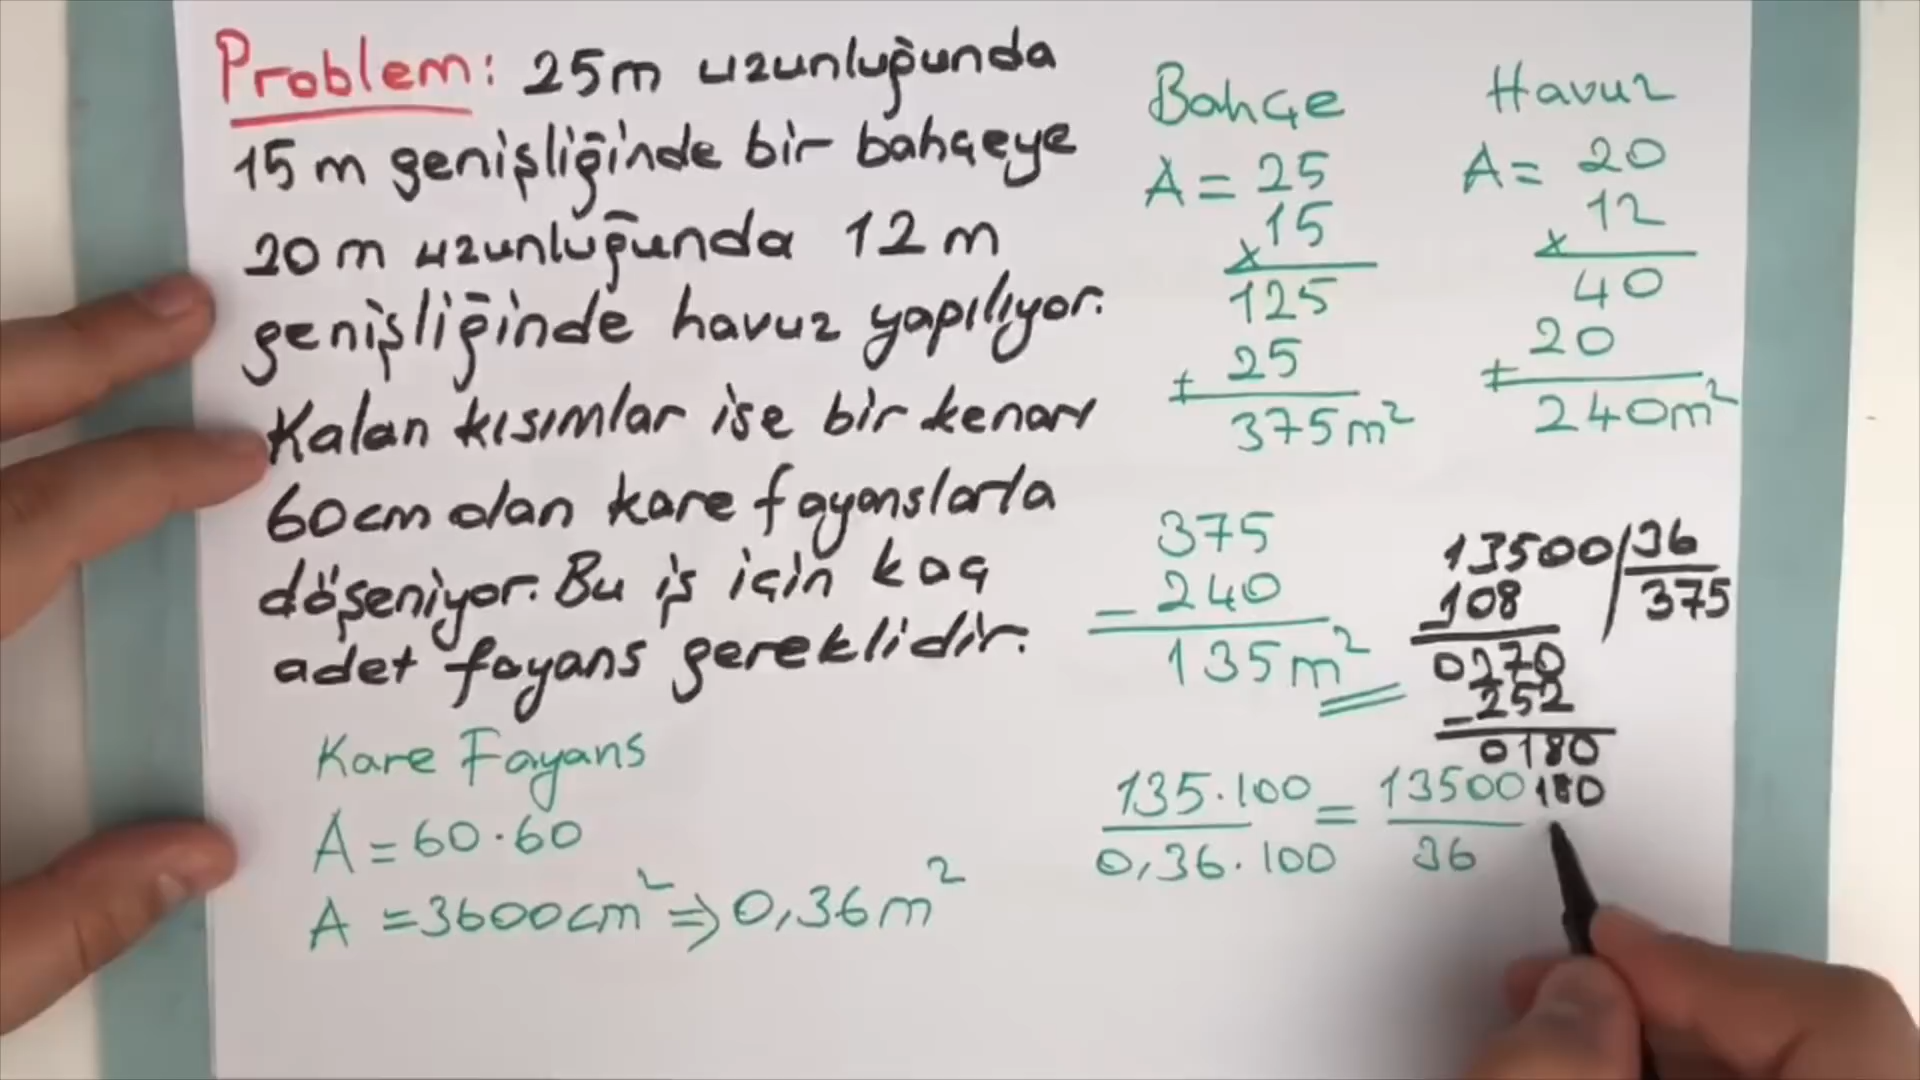 Problem: 25m uzunluğunda
15 m genişliğinde bir bahçeye
20 m uzunluğunda 12 m
genişliğinde havuz yapılıyor.
Kalan kısımlar ise bir kenarı
60cm olan kare fayanslarla
döşeniyor. Bu iş için kaç
adet fayans gereklidir.
Kare Fayans
A = 60.60
A = 3600cm² ⇒ 0,36m²
Bahçe
A = 25
x 15
125
+ 25
375m²
Havuz
A = 20
x 12
40
+ 20
240m²
375
- 240
135m²
135.100 = 13500
0,36.100 36
13500 36
375
- 108
0270
- 252
0180
180